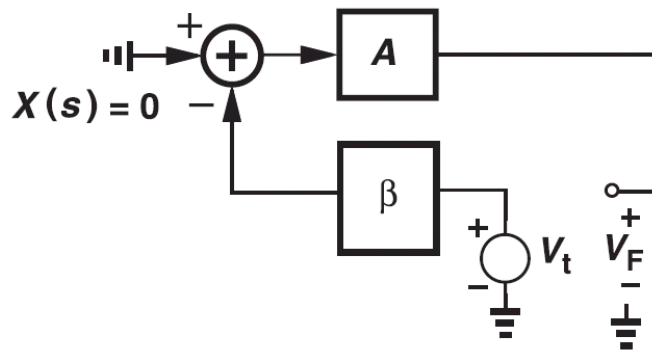 +
+
A
X(s) = 0
−
β
+
−
V_t
+
V_F
−